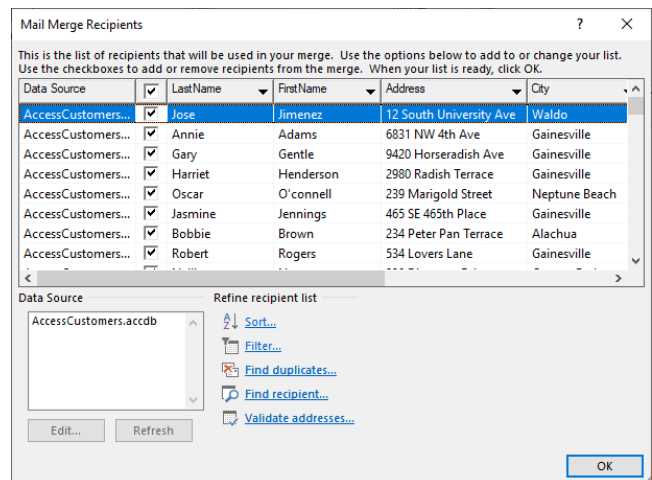 Mail Merge Recipients ? ×
This is the list of recipients that will be used in your merge. Use the options below to add to or change your list.
Use the checkboxes to add or remove recipients from the merge. When your list is ready, click OK.
Data Source LastName FirstName Address City
AccessCustomers... Jose Jimenez 12 South University Ave Waldo
AccessCustomers... Annie Adams 6831 NW 4th Ave Gainesville
AccessCustomers... Gary Gentle 9420 Horseradish Ave Gainesville
AccessCustomers... Harriet Henderson 2980 Radish Terrace Gainesville
AccessCustomers... Oscar O'connell 239 Marigold Street Neptune Beach
AccessCustomers... Jasmine Jennings 465 SE 465th Place Gainesville
AccessCustomers... Bobbie Brown 234 Peter Pan Terrace Alachua
AccessCustomers... Robert Rogers 534 Lovers Lane Gainesville
Data Source Refine recipient list
AccessCustomers.accdb
Sort...
Filter...
Find duplicates...
Find recipient...
Validate addresses...
Edit... Refresh
OK